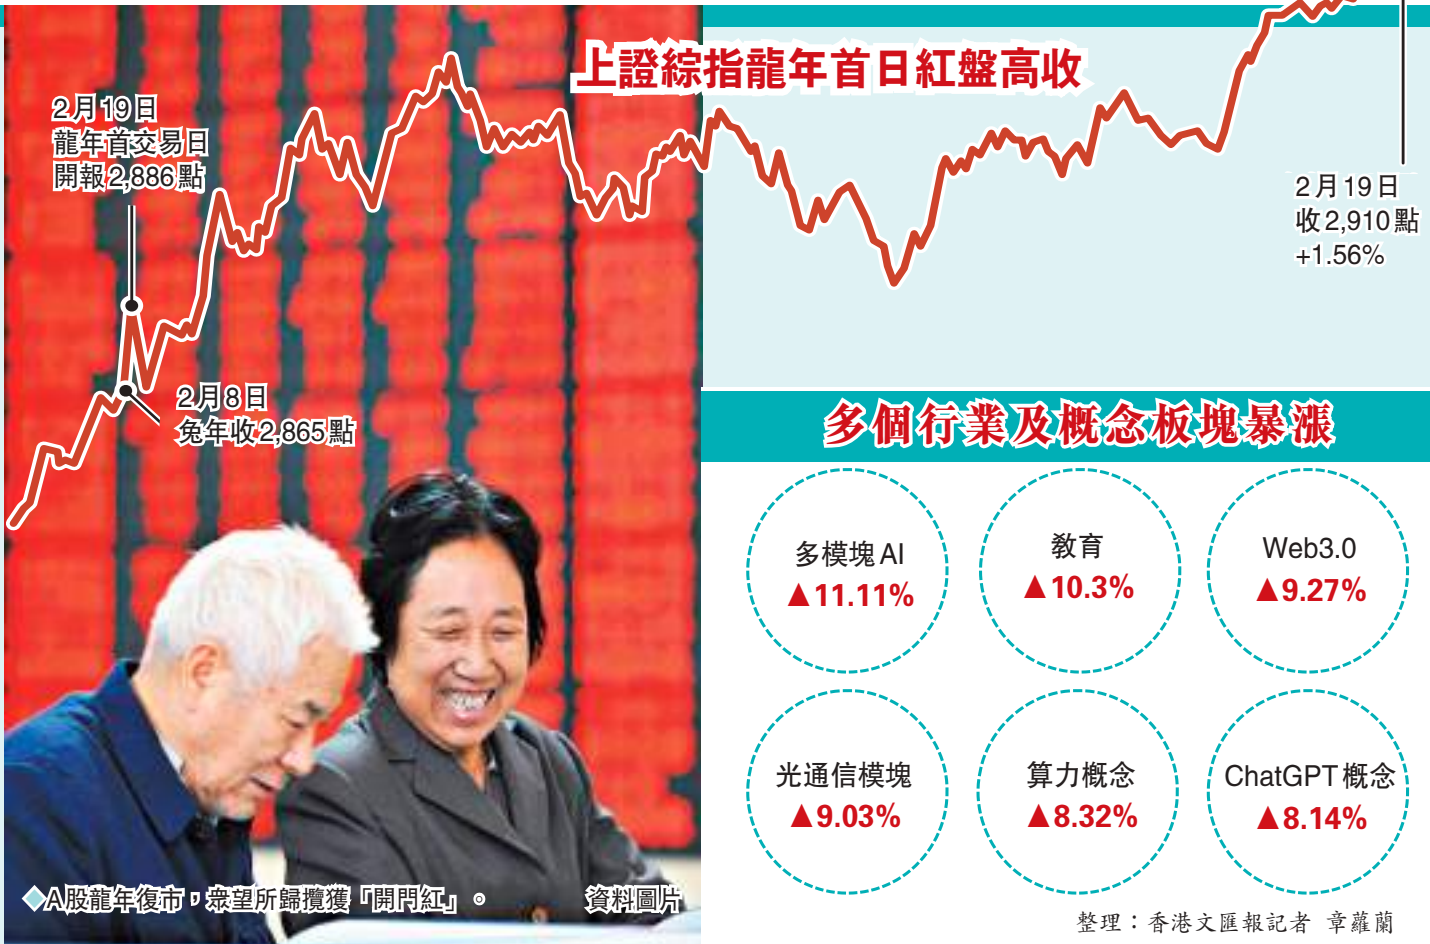 上證綜指龍年首日紅盤高收
2月19日
龍年首交易日
開報2,886點
2月8日
兔年收2,865點
2月19日
收2,910點
+1.56%
多個行業及概念板塊暴漲
多模塊AI
▲11.11%
教育
▲10.3%
Web3.0
▲9.27%
光通信模塊
▲9.03%
算力概念
▲8.32%
ChatGPT概念
▲8.14%
◆A股龍年復市，眾望所歸攬獲「開門紅」。 資料圖片
整理：香港文匯報記者 章蘿蘭